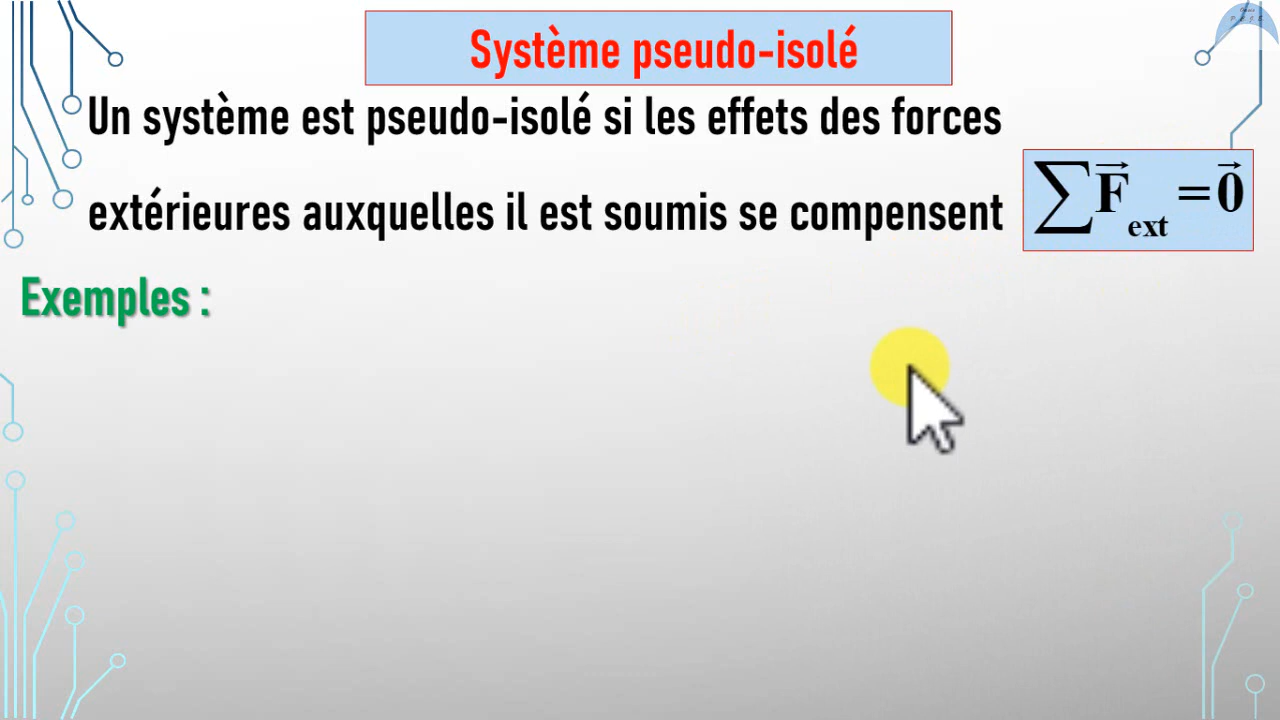 Système pseudo-isolé
Un système est pseudo-isolé si les effets des forces
extérieures auxquelles il est soumis se compensent
∑F⃗ext = 0⃗
Exemples :